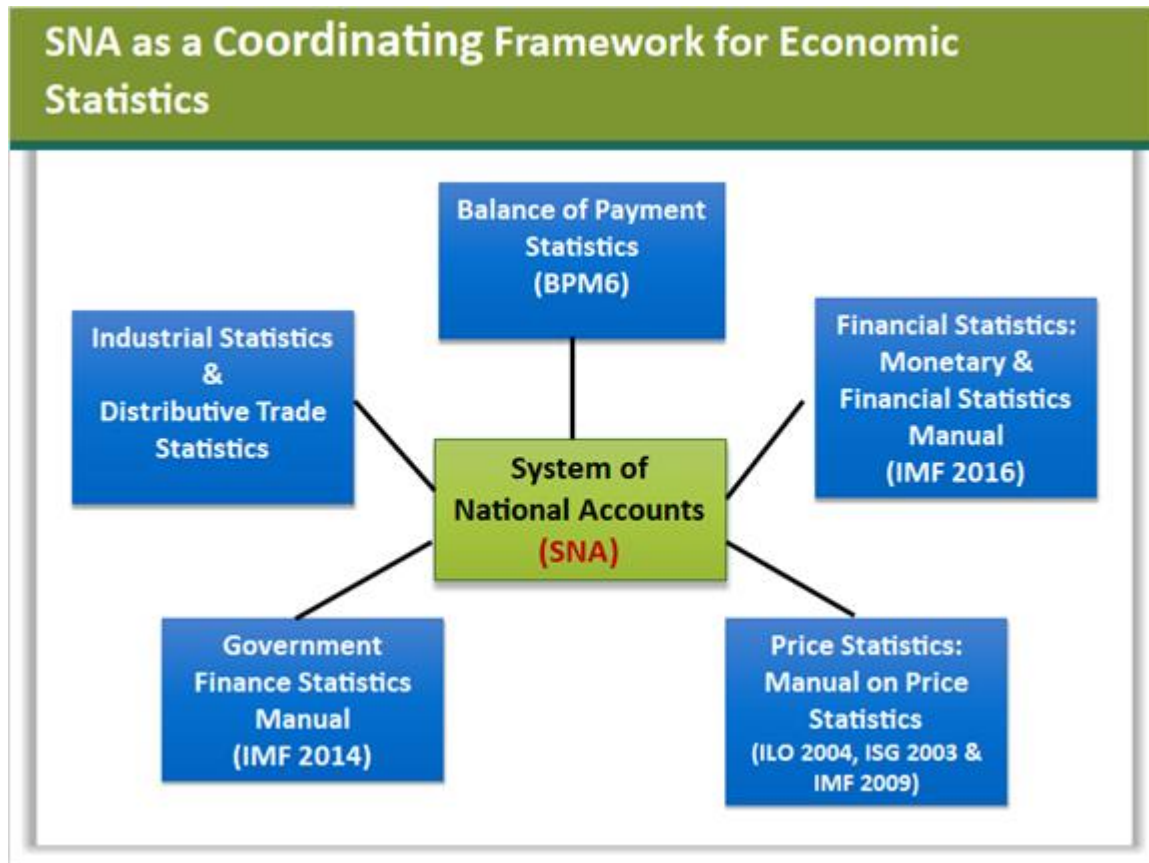 SNA as a Coordinating Framework for Economic
Statistics
Balance of Payment
Statistics
(BPM6)
Industrial Statistics
&
Distributive Trade
Statistics
Financial Statistics:
Monetary &
Financial Statistics
Manual
(IMF 2016)
System of
National Accounts
(SNA)
Government
Finance Statistics
Manual
(IMF 2014)
Price Statistics:
Manual on Price
Statistics
(ILO 2004, ISG 2003 &
IMF 2009)